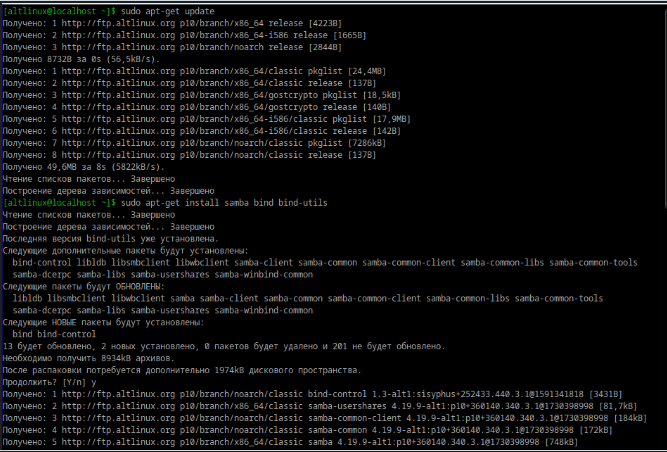 [altlinux@localhost ~]$ sudo apt-get update
Получено: 1 http://ftp.altlinux.org p10/branch/x86_64 release [4223B]
Получено: 2 http://ftp.altlinux.org p10/branch/x86_64-i586 release [1665B]
Получено: 3 http://ftp.altlinux.org p10/branch/noarch release [2844B]
Получено 8732B за 0s (56,5kB/s).
Получено: 1 http://ftp.altlinux.org p10/branch/x86_64/classic pkglist [24,4MB]
Получено: 2 http://ftp.altlinux.org p10/branch/x86_64/classic release [137B]
Получено: 3 http://ftp.altlinux.org p10/branch/x86_64/gostcrypto pkglist [18,5kB]
Получено: 4 http://ftp.altlinux.org p10/branch/x86_64/gostcrypto release [140B]
Получено: 5 http://ftp.altlinux.org p10/branch/x86_64-i586/classic pkglist [17,9MB]
Получено: 6 http://ftp.altlinux.org p10/branch/x86_64-i586/classic release [142B]
Получено: 7 http://ftp.altlinux.org p10/branch/noarch/classic pkglist [7286kB]
Получено: 8 http://ftp.altlinux.org p10/branch/noarch/classic release [137B]
Получено 49,6MB за 8s (5822kB/s).
Чтение списков пакетов... Завершено
Построение дерева зависимостей... Завершено
[altlinux@localhost ~]$ sudo apt-get install samba bind bind-utils
Чтение списков пакетов... Завершено
Построение дерева зависимостей... Завершено
Последняя версия bind-utils уже установлена.
Следующие дополнительные пакеты будут установлены:
bind-control libldb libsmbclient libwbclient samba-client samba-common samba-common-client samba-common-libs samba-common-tools
samba-dcerpc samba-libs samba-usershares samba-winbind-common
Следующие пакеты будут ОБНОВЛЕНЫ:
libldb libsmbclient libwbclient samba samba-client samba-common samba-common-client samba-common-libs samba-common-tools
samba-dcerpc samba-libs samba-usershares samba-winbind-common
Следующие НОВЫЕ пакеты будут установлены:
bind bind-control
13 будет обновлено, 2 новых установлено, 0 пакетов будет удалено и 201 не будет обновлено.
Необходимо получить 8934kB архивов.
После распаковки потребуется дополнительно 1974kB дискового пространства.
Продолжить? [Y/n] y
Получено: 1 http://ftp.altlinux.org p10/branch/noarch/classic bind-control 1.3-alt1:sisyphus+252433.440.3.1@1591341818 [3431B]
Получено: 2 http://ftp.altlinux.org p10/branch/x86_64/classic samba-usershares 4.19.9-alt1:p10+360140.340.3.1@1730398998 [81,7kB]
Получено: 3 http://ftp.altlinux.org p10/branch/x86_64/classic samba-common-client 4.19.9-alt1:p10+360140.340.3.1@1730398998 [184kB]
Получено: 4 http://ftp.altlinux.org p10/branch/noarch/classic samba-common 4.19.9-alt1:p10+360140.340.3.1@1730398998 [172kB]
Получено: 5 http://ftp.altlinux.org p10/branch/x86_64/classic samba 4.19.9-alt1:p10+360140.340.3.1@1730398998 [748kB]